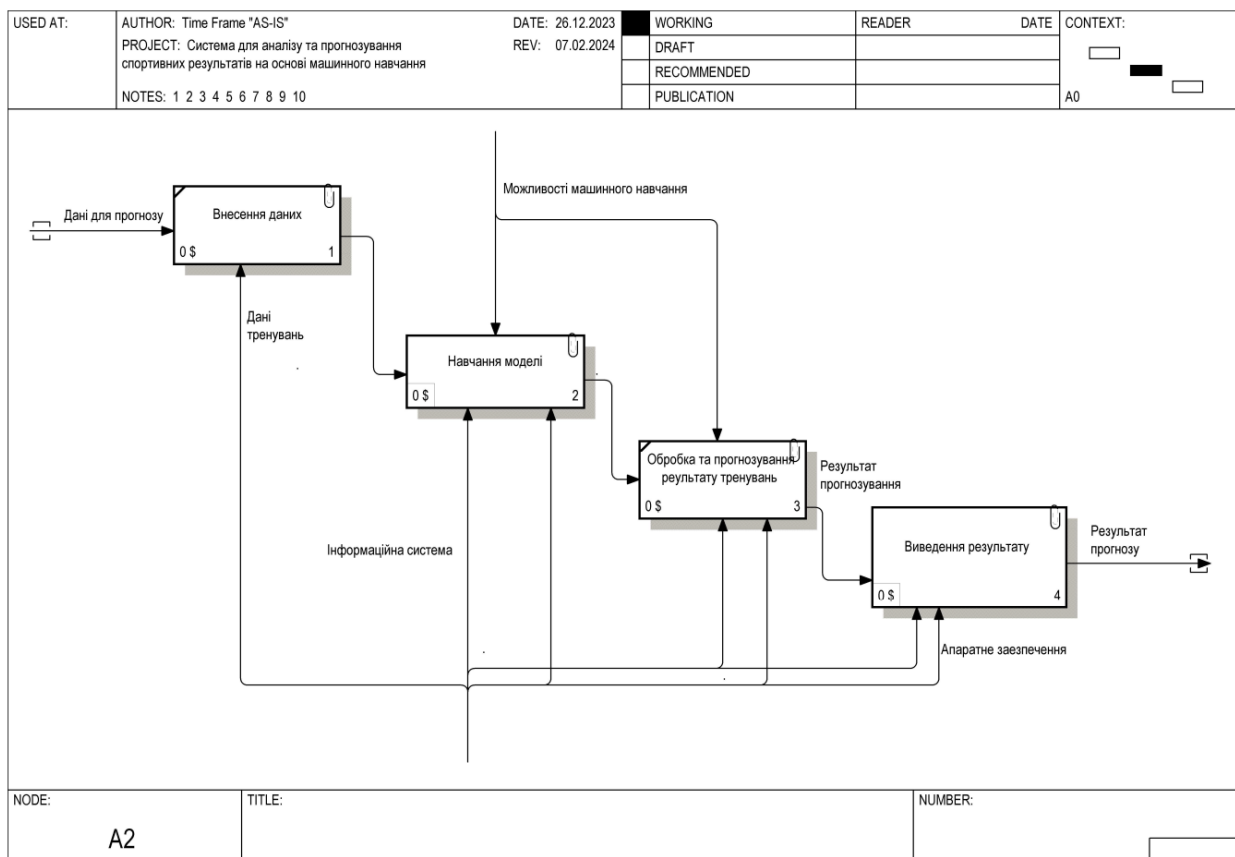 USED AT:
AUTHOR: Time Frame "AS-IS"
DATE: 26.12.2023
PROJECT: Система для аналізу та прогнозування
спортивних результатів на основі машинного навчання
REV: 07.02.2024
NOTES: 1 2 3 4 5 6 7 8 9 10
WORKING
DRAFT
RECOMMENDED
PUBLICATION
READER DATE
CONTEXT:
A0
Можливості машинного навчання
Дані для прогнозу
Внесення даних
0 $ 1
Дані
тренувань
Навчання моделі
0 $ 2
Обробка та прогнозування
реультату тренувань
0 $ 3
Результат
прогнозування
Інформаційна система
Виведення результату
0 $ 4
Результат
прогнозу
Апаратне заезпечення
NODE:
A2
TITLE:
NUMBER: